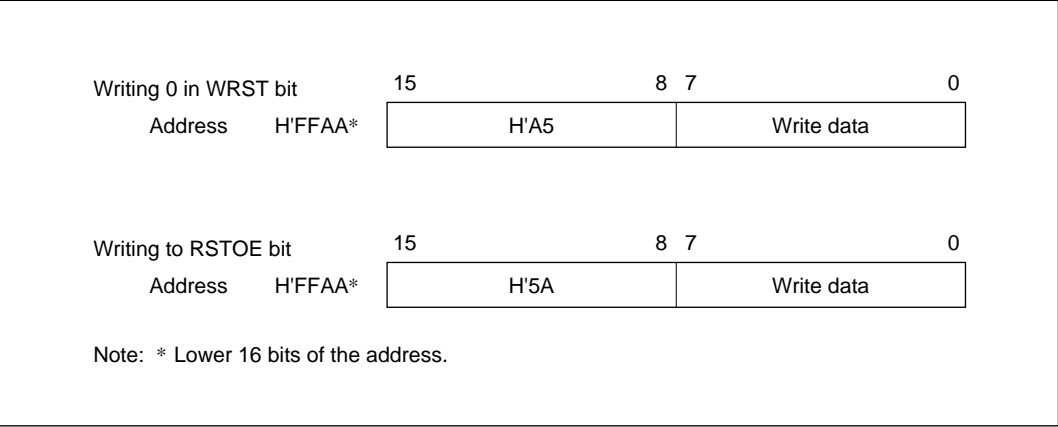 Writing 0 in WRST bit 15 8 7 0
Address H'FFAA* H'A5 Write data
Writing to RSTOE bit 15 8 7 0
Address H'FFAA* H'5A Write data
Note: * Lower 16 bits of the address.